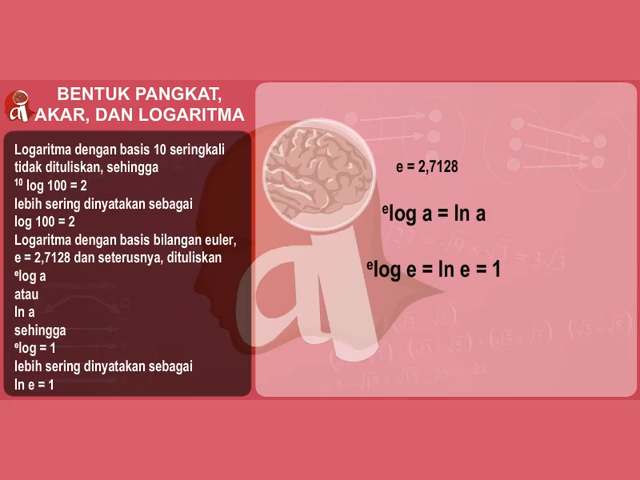 BENTUK PANGKAT,
AKAR, DAN LOGARITMA
Logaritma dengan basis 10 seringkali
tidak dituliskan, sehingga
¹⁰ log 100 = 2
lebih sering dinyatakan sebagai
log 100 = 2
Logaritma dengan basis bilangan euler,
e = 2,7128 dan seterusnya, dituliskan
ᵉlog a
atau
ln a
sehingga
ᵉlog = 1
lebih sering dinyatakan sebagai
ln e = 1
e = 2,7128
ᵉlog a = ln a
ᵉlog e = ln e = 1